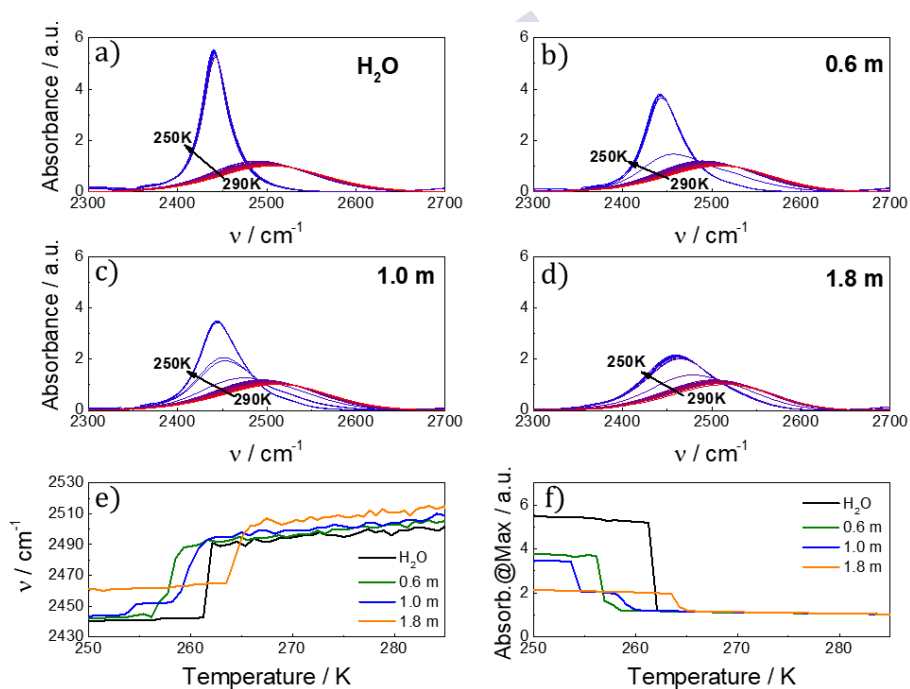 a)
H₂O
250K
290K
Absorbance / a.u.
0
2
4
6
2300
2400
2500
2600
2700
ν / cm⁻¹
b)
0.6 m
250K
290K
Absorbance / a.u.
0
2
4
6
2300
2400
2500
2600
2700
ν / cm⁻¹
c)
1.0 m
250K
290K
Absorbance / a.u.
0
2
4
6
2300
2400
2500
2600
2700
ν / cm⁻¹
d)
1.8 m
250K
290K
Absorbance / a.u.
0
2
4
6
2300
2400
2500
2600
2700
ν / cm⁻¹
e)
ν / cm⁻¹
2530
2510
2490
2470
2450
2430
H₂O
0.6 m
1.0 m
1.8 m
250
260
270
280
Temperature / K
f)
Absorb.@Max / a.u.
6
4
2
0
H₂O
0.6 m
1.0 m
1.8 m
250
260
270
280
Temperature / K